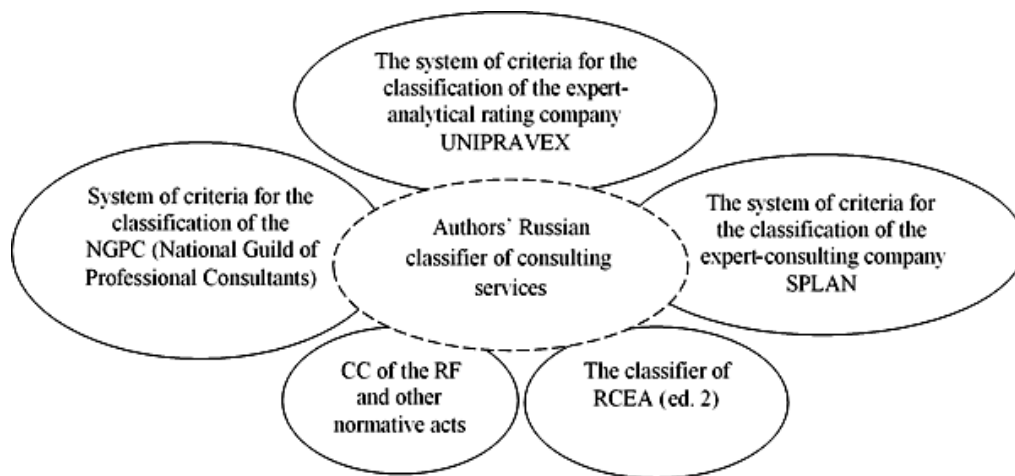 The system of criteria for the
classification of the expert-
analytical rating company
UNIPRAVEX
System of criteria for the
classification of the
NGPC (National Guild of
Professional Consultants)
Authors' Russian
classifier of consulting
services
The system of criteria for
the classification of the
expert-consulting company
SPLAN
CC of the RF
and other
normative acts
The classifier of
RCEA (ed. 2)